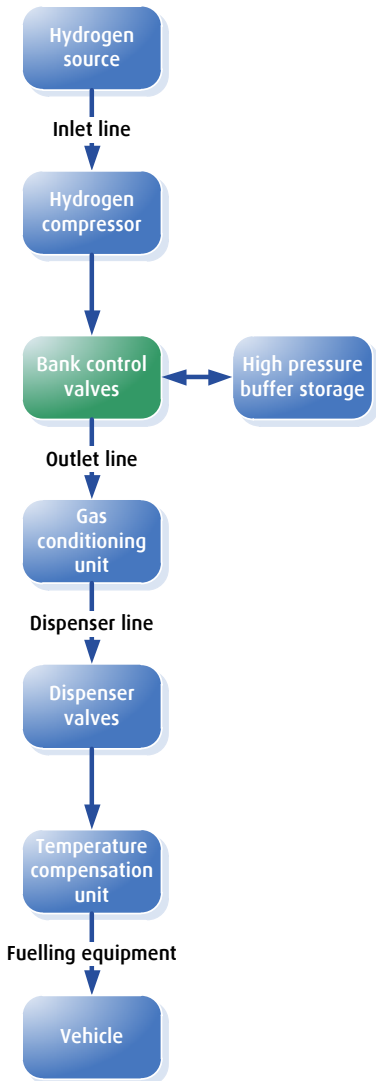 Hydrogen
source
Inlet line
Hydrogen
compressor
Bank control
valves
High pressure
buffer storage
Outlet line
Gas
conditioning
unit
Dispenser line
Dispenser
valves
Temperature
compensation
unit
Fuelling equipment
Vehicle